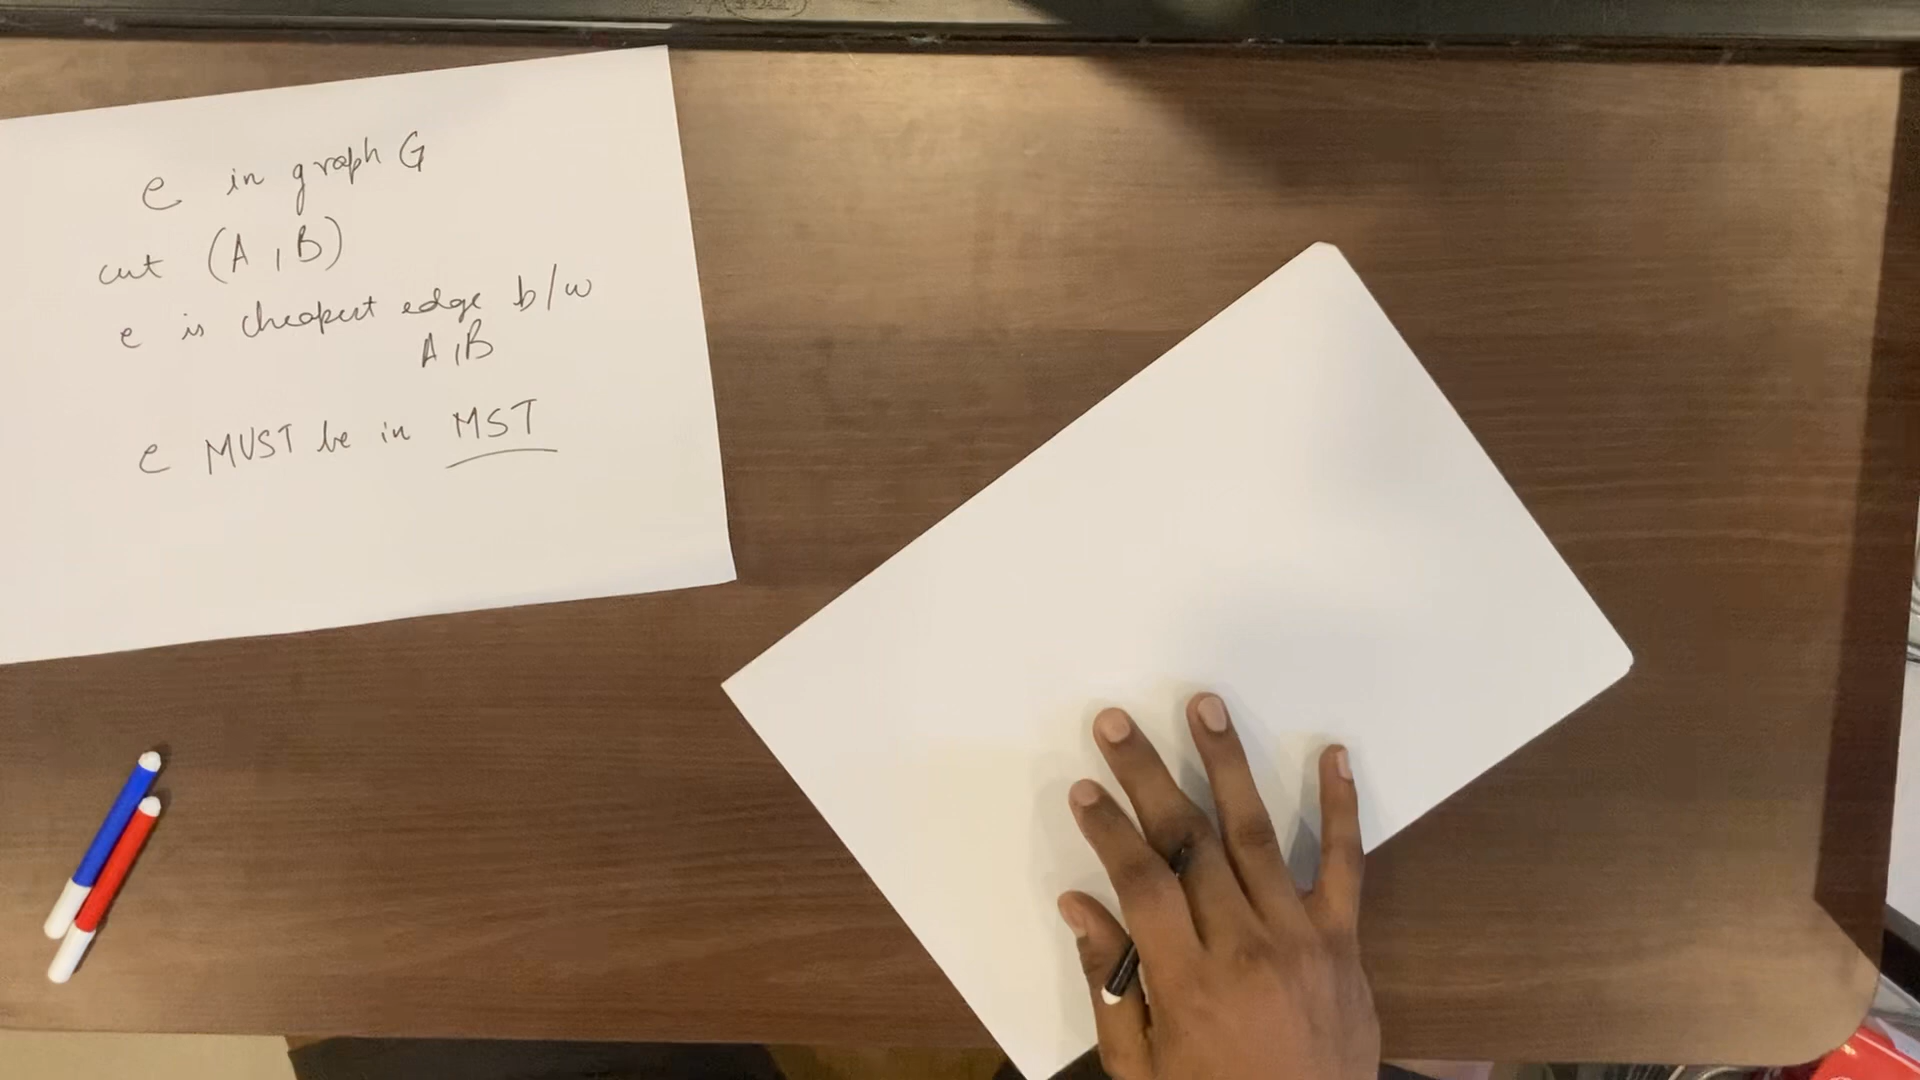 e in graph G
cut (A, B)
e is cheapest edge b/w
A, B
e MUST be in MST